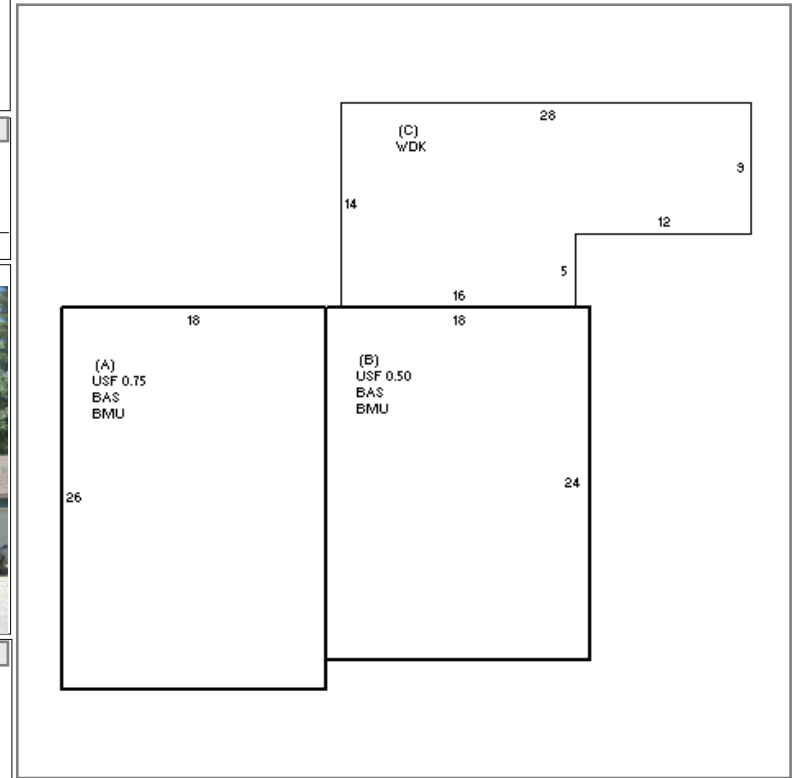 28
(C)
WDK
9
14
12
5
16
18
18
(A)
USF 0.75
BAS
BMU
(B)
USF 0.50
BAS
BMU
24
26